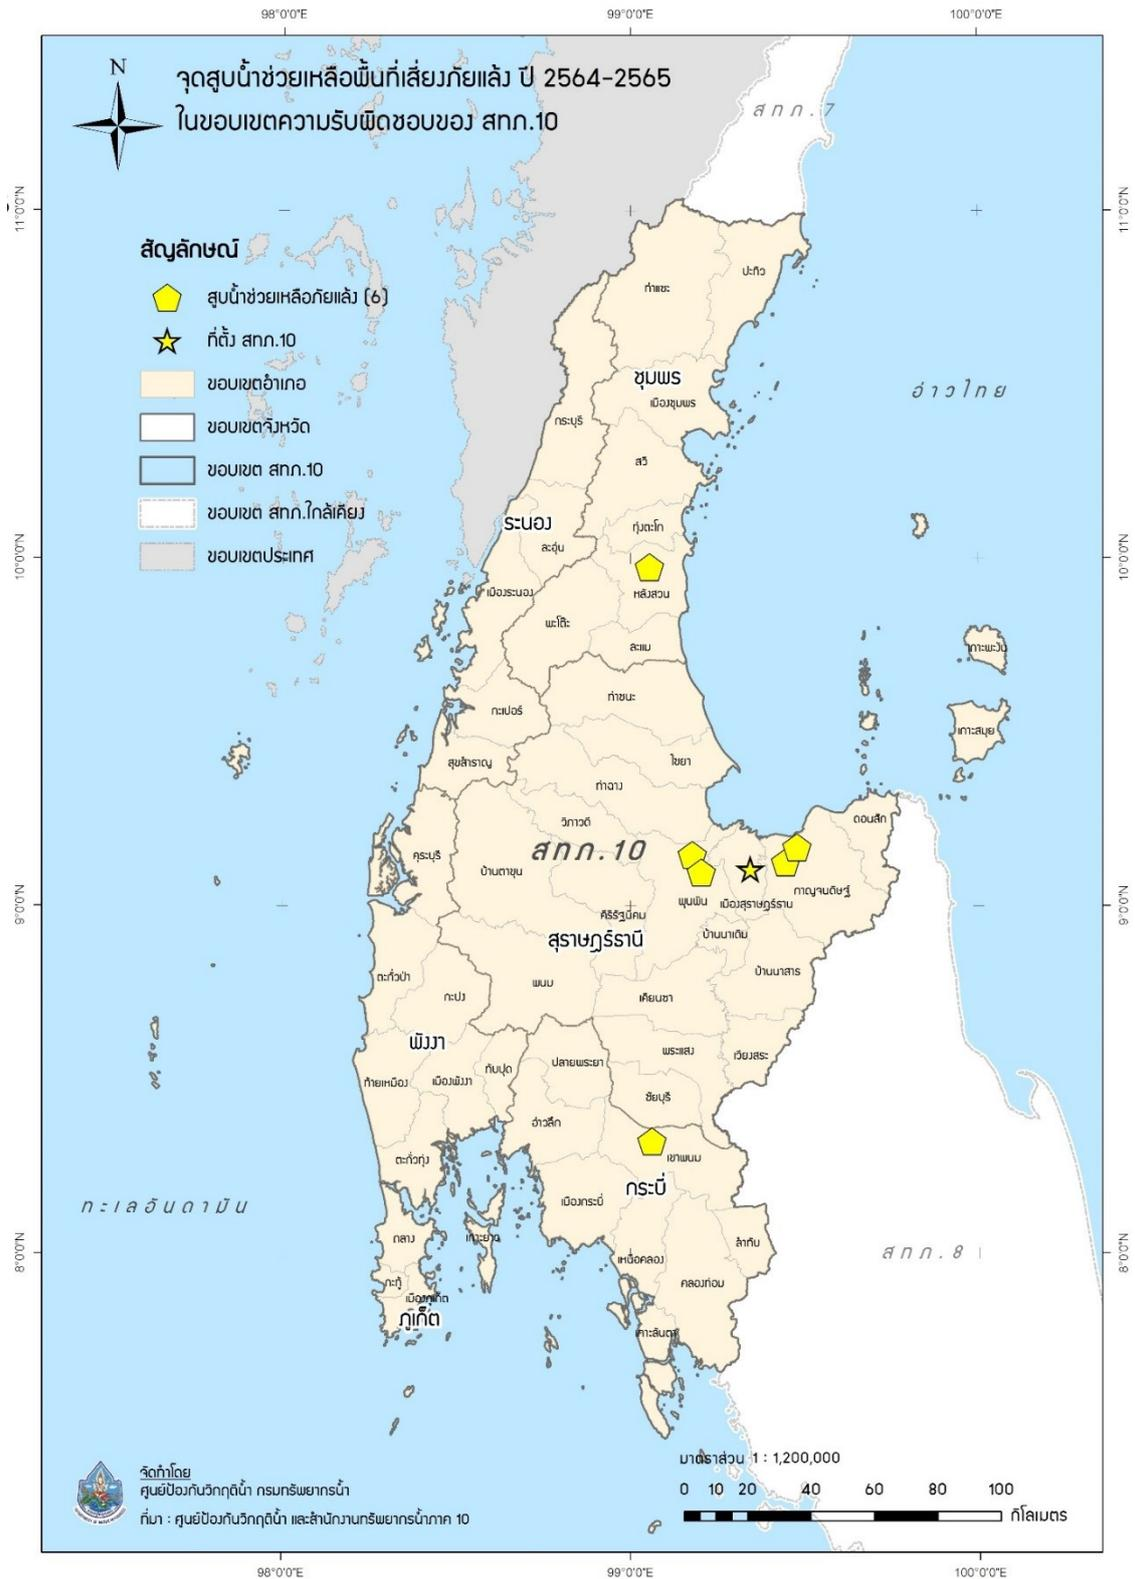 98°0'0"E
99°0'0"E
100°0'0"E
N
จุดสูบน้ำช่วยเหลือพื้นที่เสี่ยงภัยแล้ง ปี 2564-2565
ในขอบเขตความรับผิดชอบของ สทภ.10
สทภ.7
11°0'0"N
11°0'0"N
สัญลักษณ์
สูบน้ำช่วยเหลือภัยแล้ง (6)
ที่ตั้ง สทภ.10
ขอบเขตอำเภอ
ขอบเขตจังหวัด
ขอบเขต สทภ.10
ขอบเขต สทภ.ใกล้เคียง
ขอบเขตประเทศ
ปะทิว
ท่าแซะ
ชุมพร
เมืองชุมพร
อ่าวไทย
กระบุรี
สวี
ระนอง
ทุ่งตะโก
ละอุ่น
10°0'0"N
10°0'0"N
เมืองระนอง
หลังสวน
พะโต๊ะ
ละแม
เกาะพะงัน
ท่าชนะ
กะเปอร์
เกาะสมุย
สุขสำราญ
ไชยา
ท่าฉาง
วิภาวดี
ดอนสัก
สทภ.10
คุระบุรี
บ้านตาขุน
กาญจนดิษฐ์
พุนพิน
เมืองสุราษฎร์ธาน
9°0'0"N
9°0'0"N
คีรีรัฐนิคม
สุราษฎร์ธานี
บ้านนาเดิม
บ้านนาสาร
ตะกั่วป่า
พนม
กะปง
เคียนซา
พังงา
พระแสง
เวียงสระ
ปลายพระยา
ทับปุด
ท้ายเหมือง
เมืองพังงา
ชัยบุรี
อ่าวลึก
ตะกั่วทุ่ง
เขาพนม
กระบี่
เมืองกระบี่
ทะเลอันดามัน
ถลาง
เกาะยาว
ลำทับ
สทภ.8
8°0'0"N
8°0'0"N
เหนือคลอง
กะทู้
คลองท่อม
เมืองภูเก็ต
ภูเก็ต
เกาะลันตา
มาตราส่วน 1 : 1,200,000
0 10 20 40 60 80 100
กิโลเมตร
จัดทำโดย
ศูนย์ป้องกันวิกฤติน้ำ กรมทรัพยากรน้ำ
ที่มา : ศูนย์ป้องกันวิกฤติน้ำ และสำนักงานทรัพยากรน้ำภาค 10
98°0'0"E
99°0'0"E
100°0'0"E